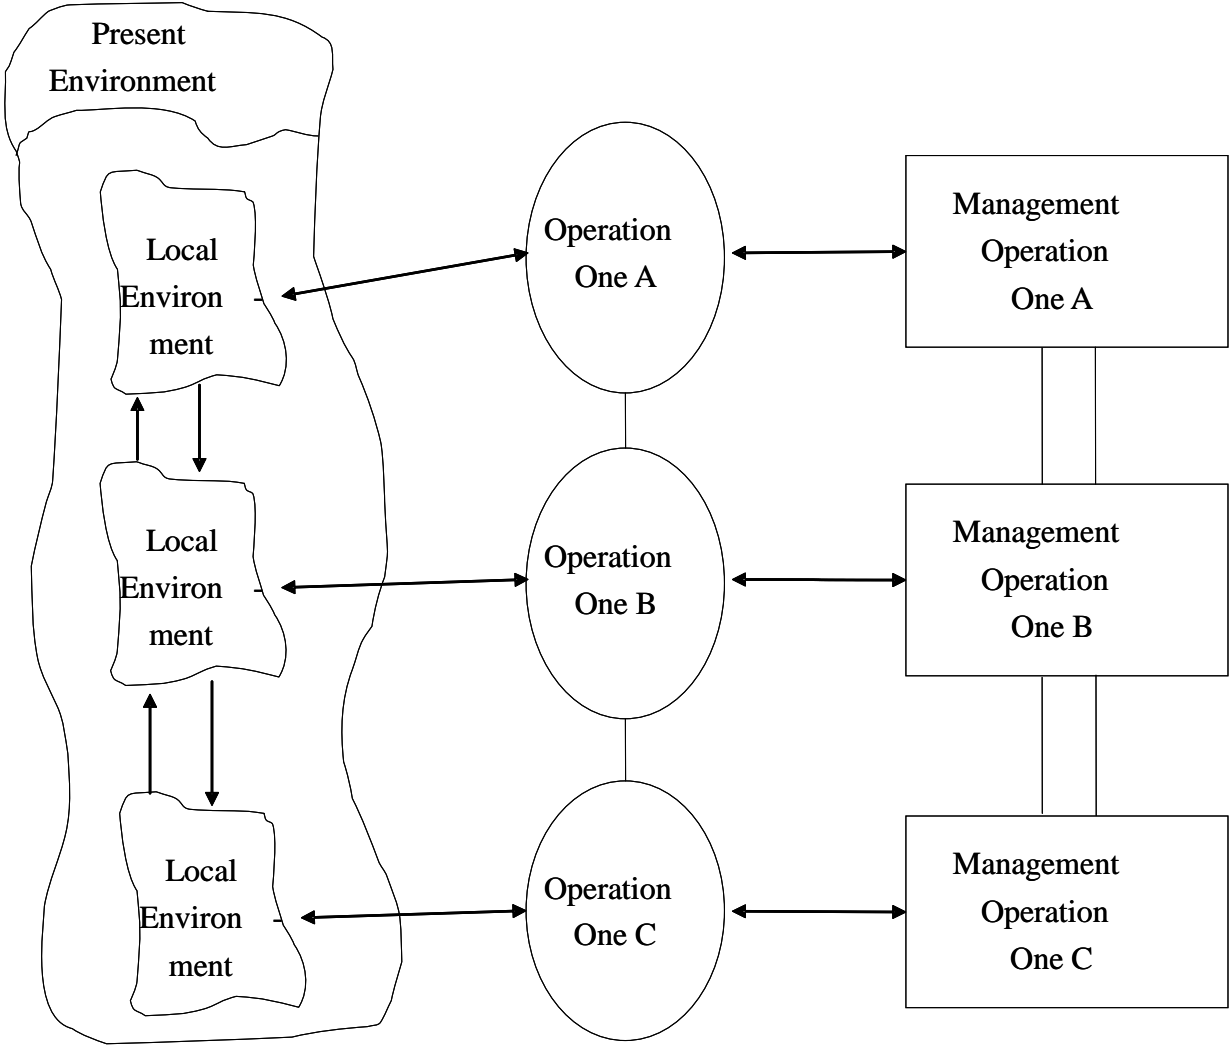 Present
Environment
Local
Environ -
ment
Operation
One A
Management
Operation
One A
Local
Environ -
ment
Operation
One B
Management
Operation
One B
Local
Environ -
ment
Operation
One C
Management
Operation
One C